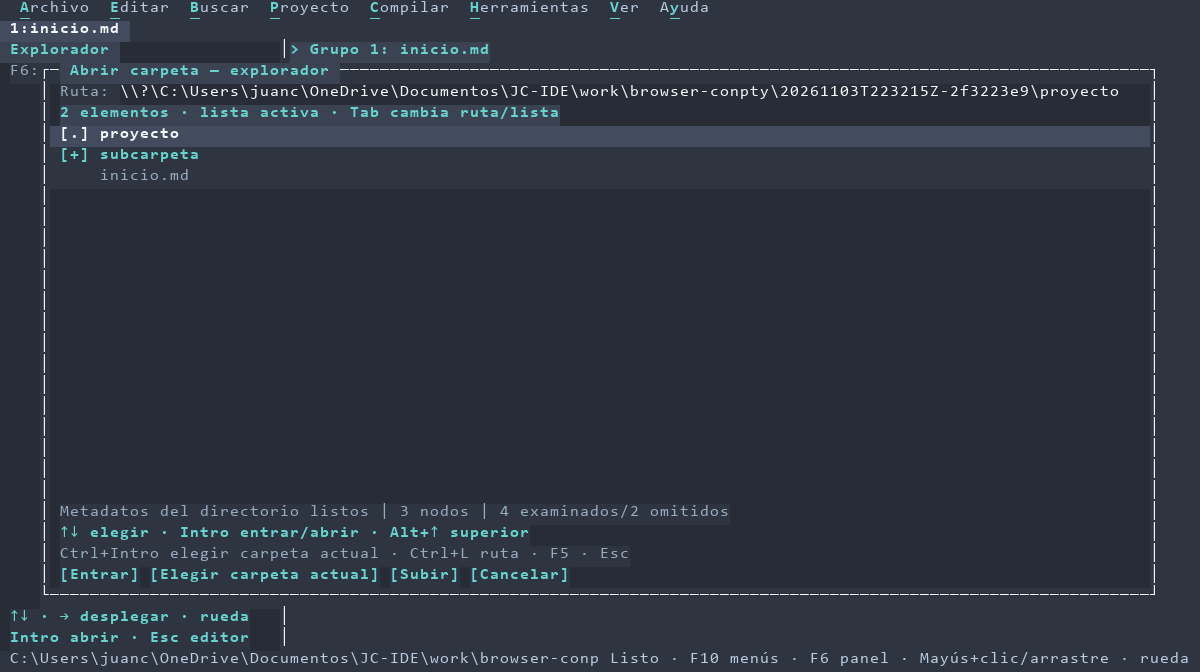 Archivo Editar Buscar Proyecto Compilar Herramientas Ver Ayuda
1:inicio.md
Explorador > Grupo 1: inicio.md
F6: Abrir carpeta — explorador
Ruta: \\?\C:\Users\juanc\OneDrive\Documentos\JC-IDE\work\browser-conpty\20261103T223215Z-2f3223e9\proyecto
2 elementos · lista activa · Tab cambia ruta/lista
[.] proyecto
[+] subcarpeta
inicio.md
Metadatos del directorio listos | 3 nodos | 4 examinados/2 omitidos
↑↓ elegir · Intro entrar/abrir · Alt+↑ superior
Ctrl+Intro elegir carpeta actual · Ctrl+L ruta · F5 · Esc
[Entrar] [Elegir carpeta actual] [Subir] [Cancelar]
↑↓ · → desplegar · rueda
Intro abrir · Esc editor
C:\Users\juanc\OneDrive\Documentos\JC-IDE\work\browser-conp Listo · F10 menús · F6 panel · Mayús+clic/arrastre · rueda